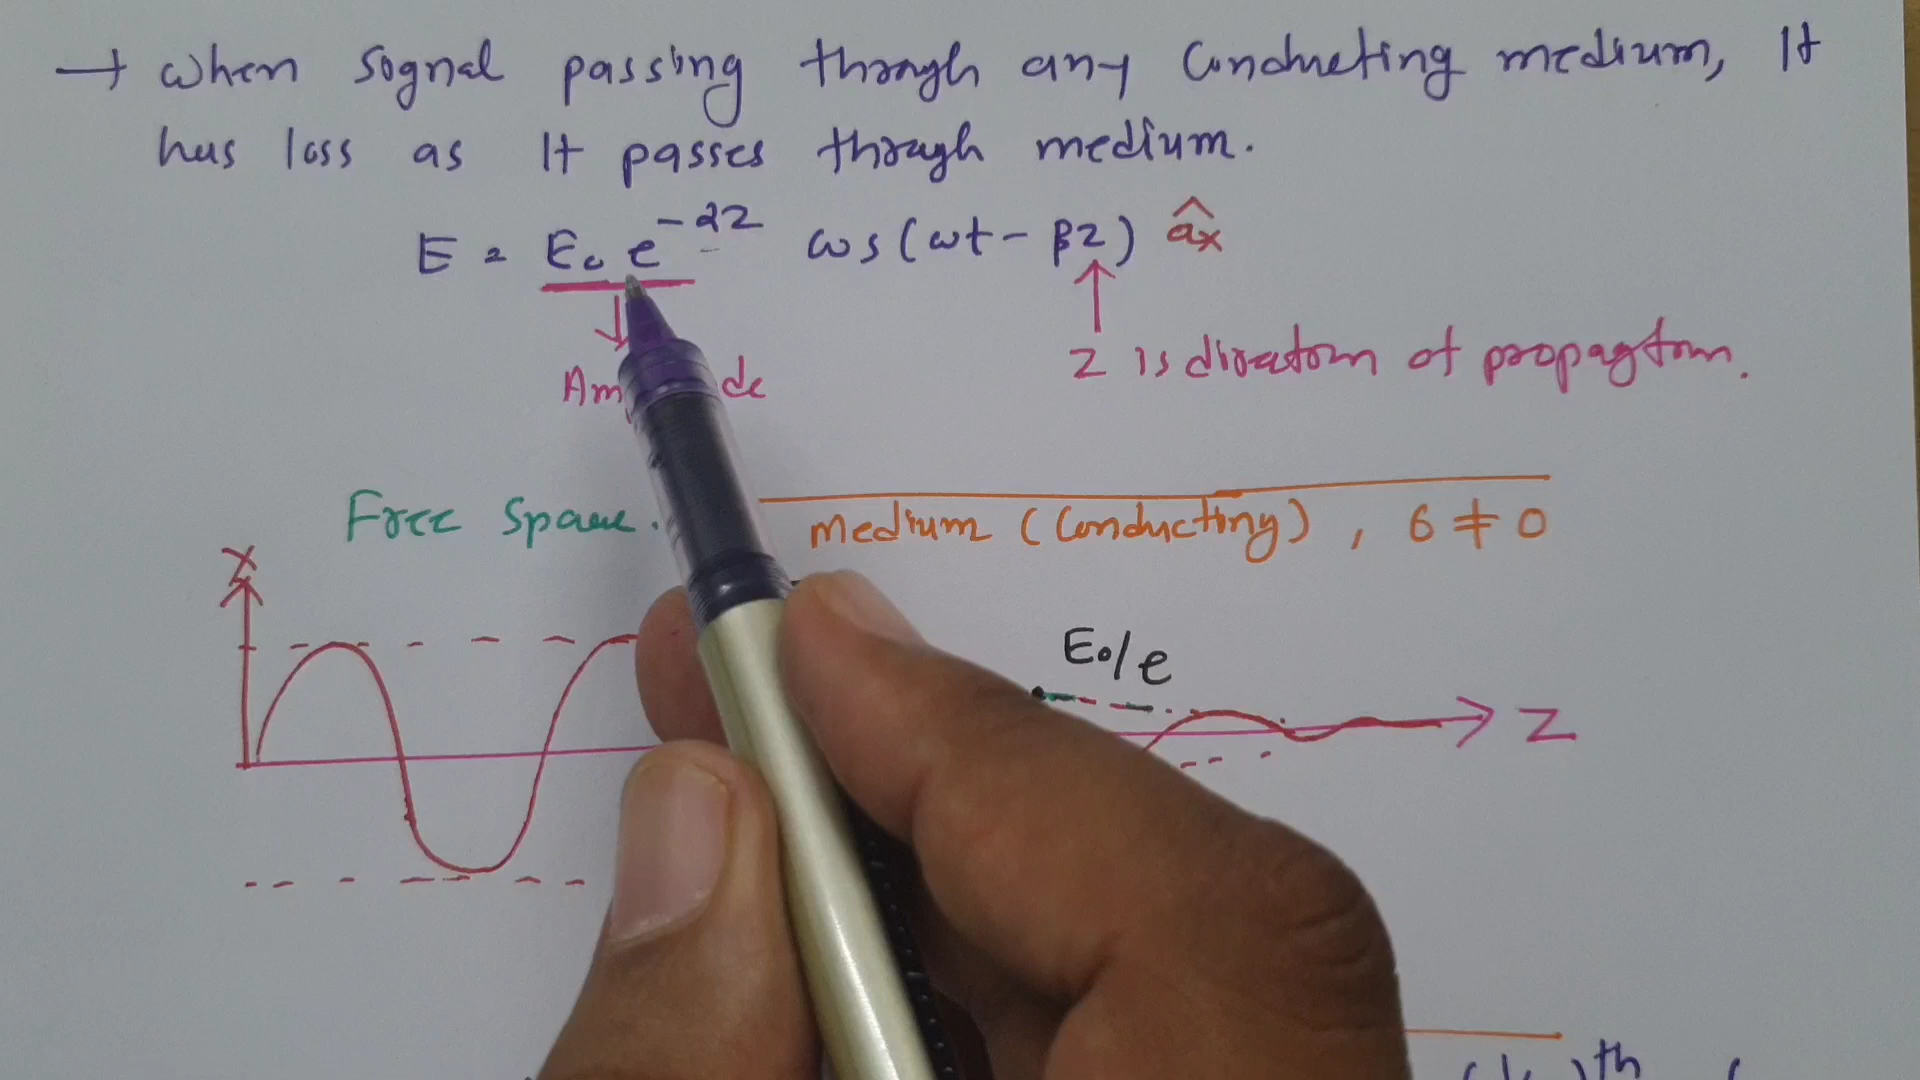 → when signal passing through any conducting medium, It
has loss as It passes through medium.
E = E₀ e^-αz cos(ωt - βz) âx
z is direction of propagation.
Free space.
medium (conducting), σ ≠ 0
X
E₀/e
Z